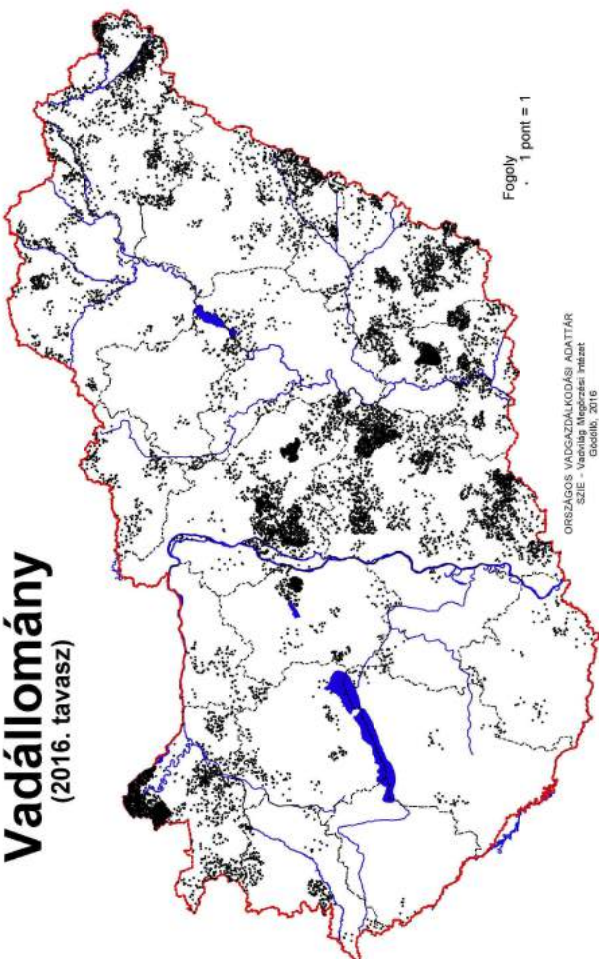 Vadállomány
(2016. tavasz)
Fogoly
. 1 pont = 1
ORSZÁGOS VADGAZDÁLKODÁSI ADATTÁR
SZIE - Vadvilág Megőrzési Intézet
Gödöllő, 2016